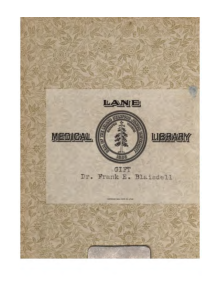 LANE
MEDICAL LIBRARY
GIFT
Dr. Frank E. Blaisdell